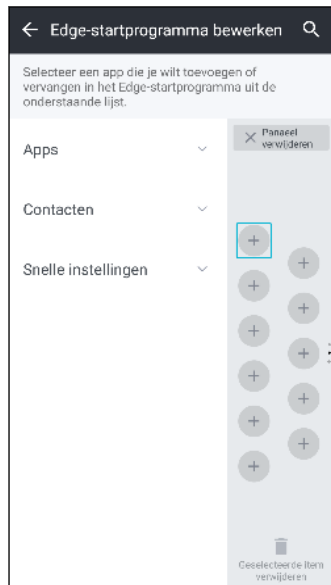 Edge-startprogramma bewerken
Selecteer een app die je wilt toevoegen of
vervangen in het Edge-startprogramma uit de
onderstaande lijst.
Paneel
verwijderen
Apps
Contacten
Snelle instellingen
Geselecteerde item
verwijderen